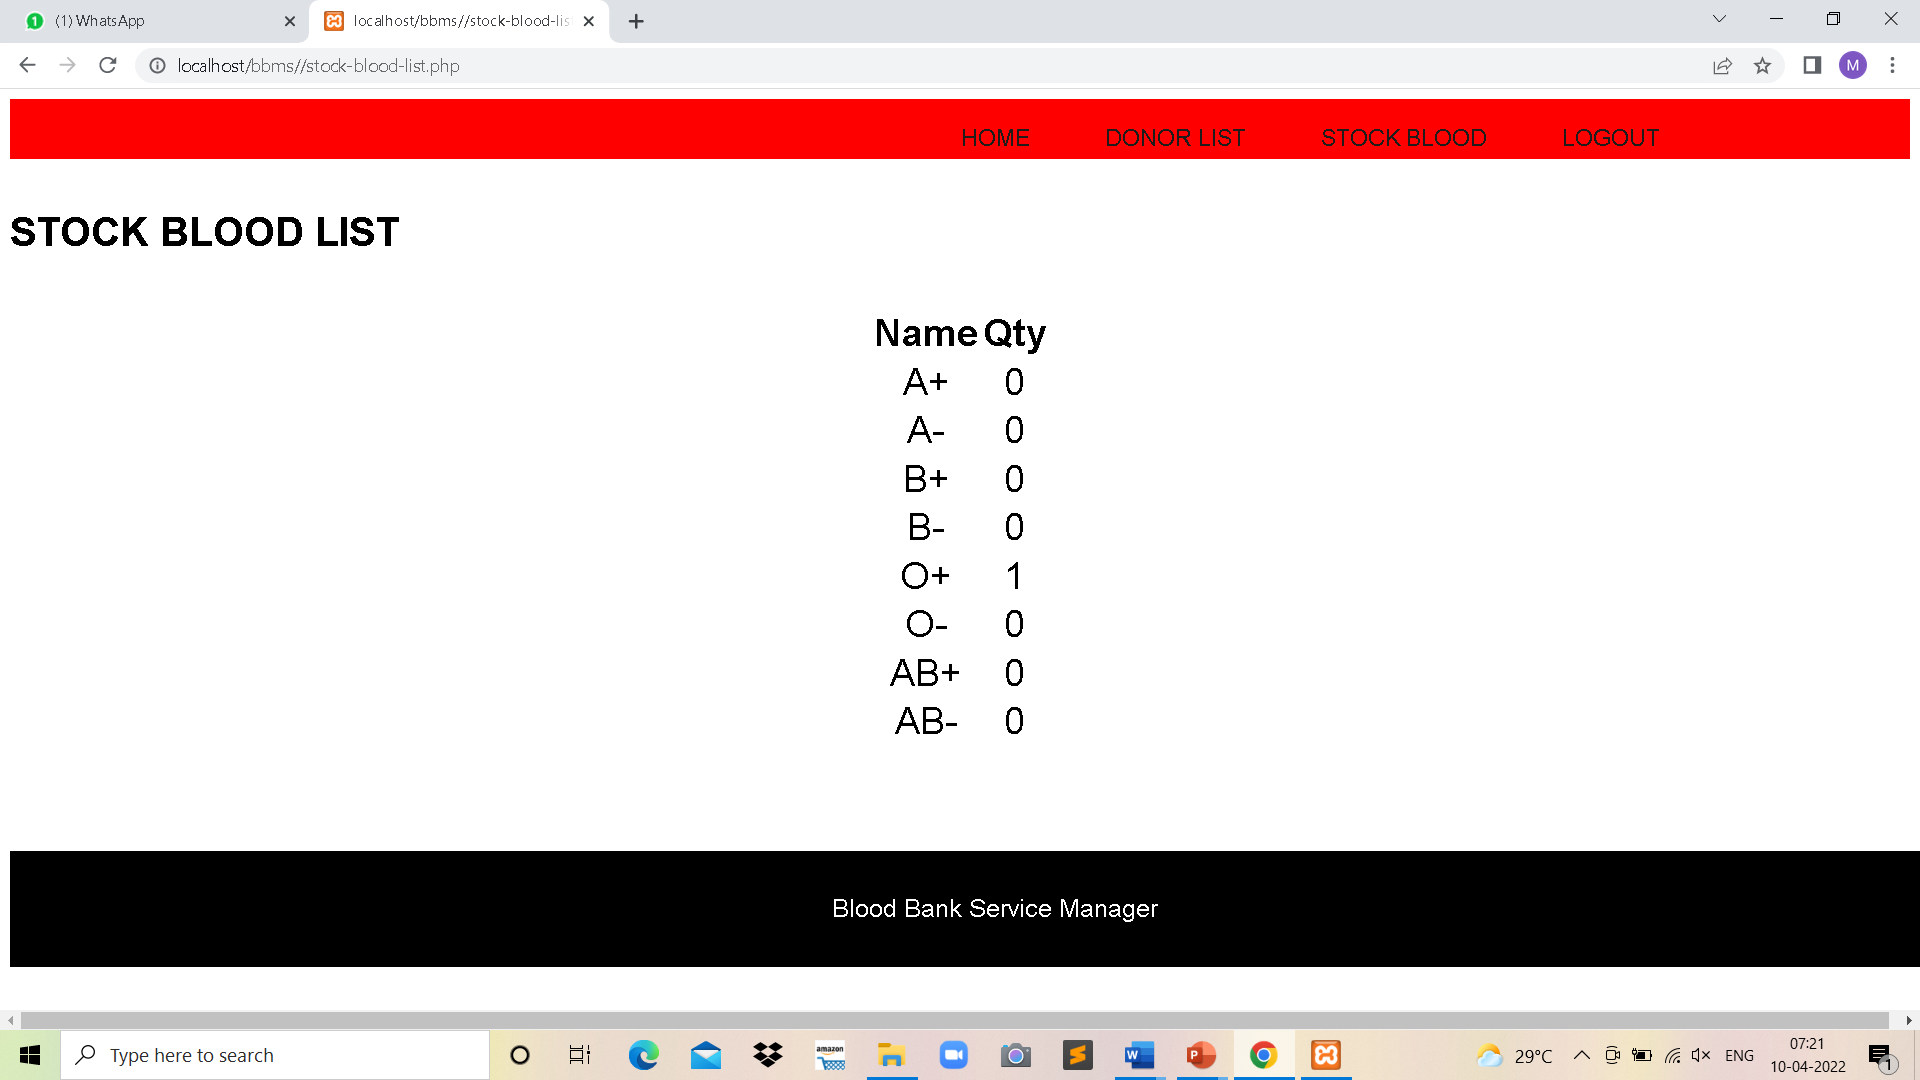 (1) WhatsApp
localhost/bbms//stock-blood-lis
localhost/bbms//stock-blood-list.php
M
HOME DONOR LIST STOCK BLOOD LOGOUT
STOCK BLOOD LIST
Name Qty
A+ 0
A- 0
B+ 0
B- 0
O+ 1
O- 0
AB+ 0
AB- 0
Blood Bank Service Manager
Type here to search
amazon
29°C
ENG
07:21
10-04-2022
1